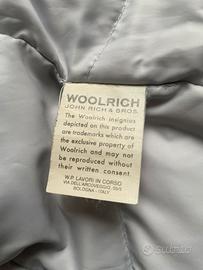 WOOLRICH
JOHN RICH & BROS.
The Woolrich insignias
depicted on this product
are trademarks which are
the exclusive property of
Woolrich and may not
be reproduced without
their written consent.
W.P. LAVORI IN CORSO
VIA DELL'ARCOVEGGIO 59/5
BOLOGNA - ITALY
Subito